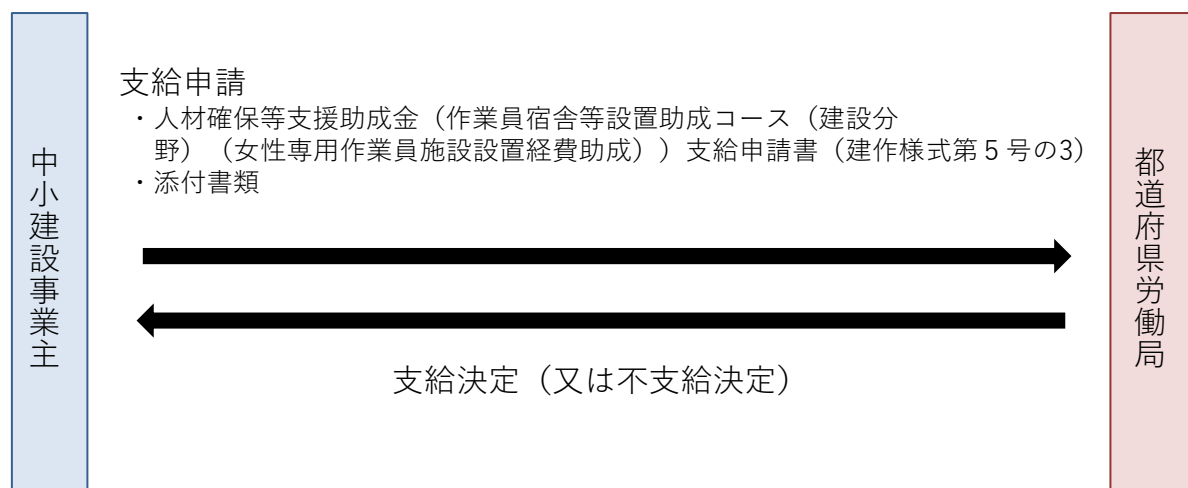 中小建設事業主
支給申請
・人材確保等支援助成金（作業員宿舎等設置助成コース（建設分
野）（女性専用作業員施設設置経費助成））支給申請書（建作様式第５号の3）
・添付書類
支給決定（又は不支給決定）
都道府県労働局